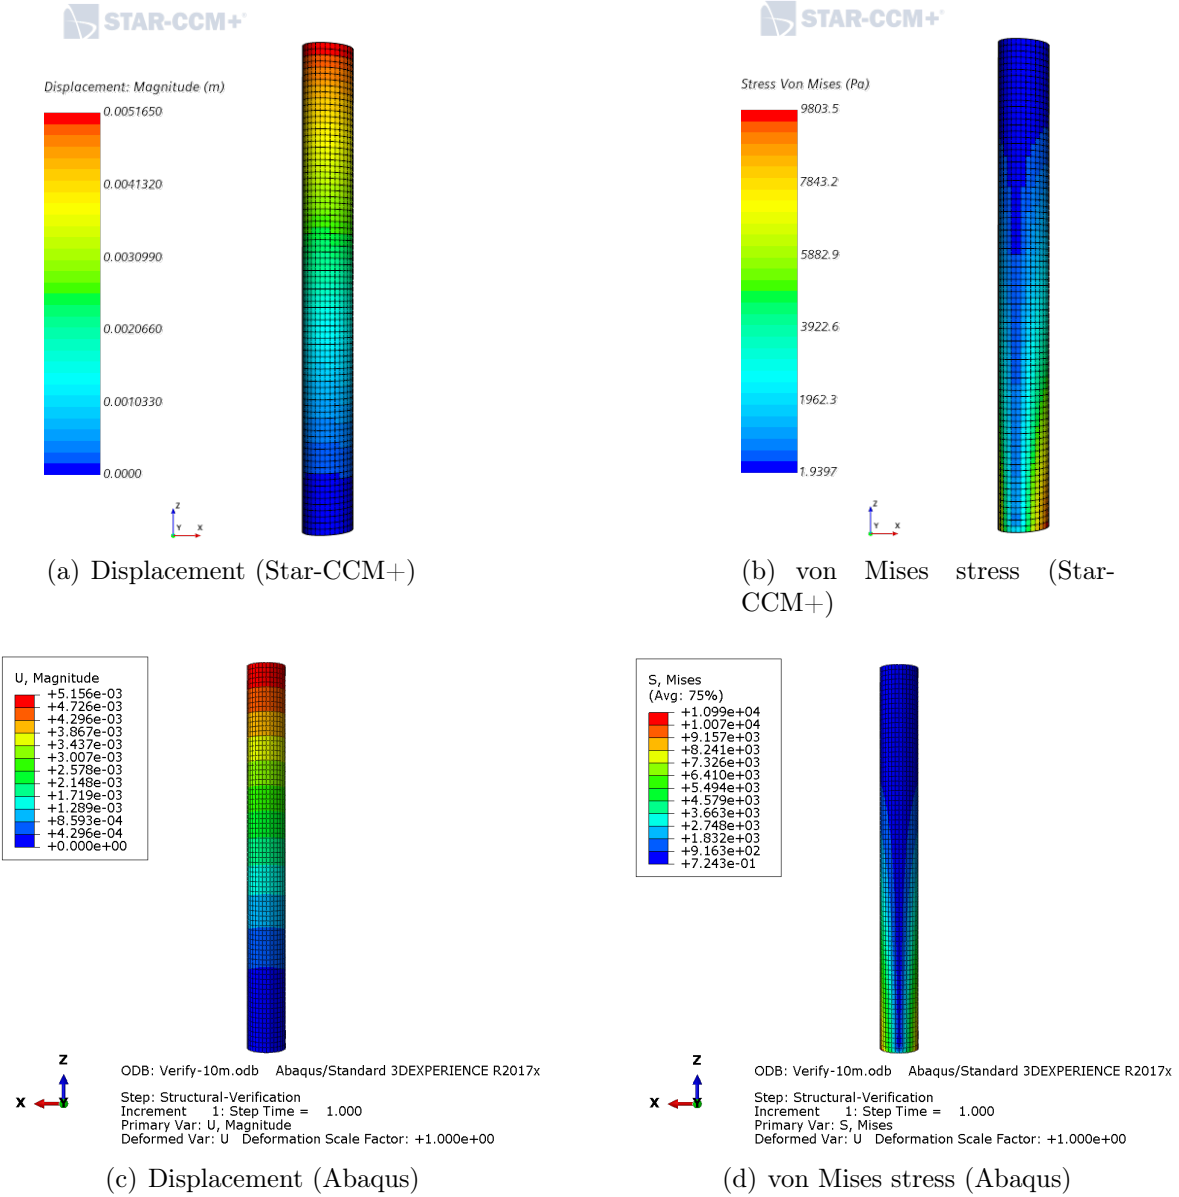 STAR-CCM+
Displacement: Magnitude (m)
0.0051650
0.0041320
0.0030990
0.0020660
0.0010330
0.0000
Z
Y X
(a) Displacement (Star-CCM+)
STAR-CCM+
Stress Von Mises (Pa)
9803.5
7843.2
5882.9
3922.6
1962.3
1.9397
Z
Y X
(b) von Mises stress (Star-
CCM+)
U, Magnitude
+5.156e-03
+4.726e-03
+4.296e-03
+3.867e-03
+3.437e-03
+3.007e-03
+2.578e-03
+2.148e-03
+1.719e-03
+1.289e-03
+8.593e-04
+4.296e-04
+0.000e+00
Z
X Y
ODB: Verify-10m.odb Abaqus/Standard 3DEXPERIENCE R2017x
Step: Structural-Verification
Increment 1: Step Time = 1.000
Primary Var: U, Magnitude
Deformed Var: U Deformation Scale Factor: +1.000e+00
(c) Displacement (Abaqus)
S, Mises
(Avg: 75%)
+1.099e+04
+1.007e+04
+9.157e+03
+8.241e+03
+7.326e+03
+6.410e+03
+5.494e+03
+4.579e+03
+3.663e+03
+2.748e+03
+1.832e+03
+9.163e+02
+7.243e-01
Z
X Y
ODB: Verify-10m.odb Abaqus/Standard 3DEXPERIENCE R2017x
Step: Structural-Verification
Increment 1: Step Time = 1.000
Primary Var: S, Mises
Deformed Var: U Deformation Scale Factor: +1.000e+00
(d) von Mises stress (Abaqus)